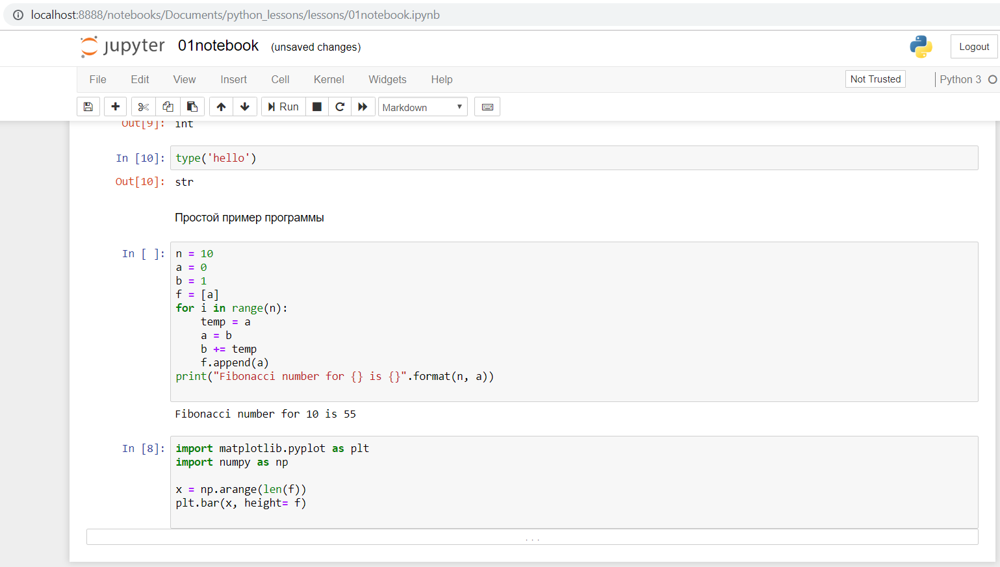 localhost:8888/notebooks/Documents/python_lessons/lessons/01notebook.ipynb
jupyter 01notebook (unsaved changes) Logout
File Edit View Insert Cell Kernel Widgets Help Not Trusted Python 3
Run Markdown
Out[9]: int
In [10]: type('hello')
Out[10]: str
Простой пример программы
In [ ]: n = 10
a = 0
b = 1
f = [a]
for i in range(n):
    temp = a
    a = b
    b += temp
    f.append(a)
print("Fibonacci number for {} is {}".format(n, a))
Fibonacci number for 10 is 55
In [8]: import matplotlib.pyplot as plt
import numpy as np
x = np.arange(len(f))
plt.bar(x, height= f)
. . .